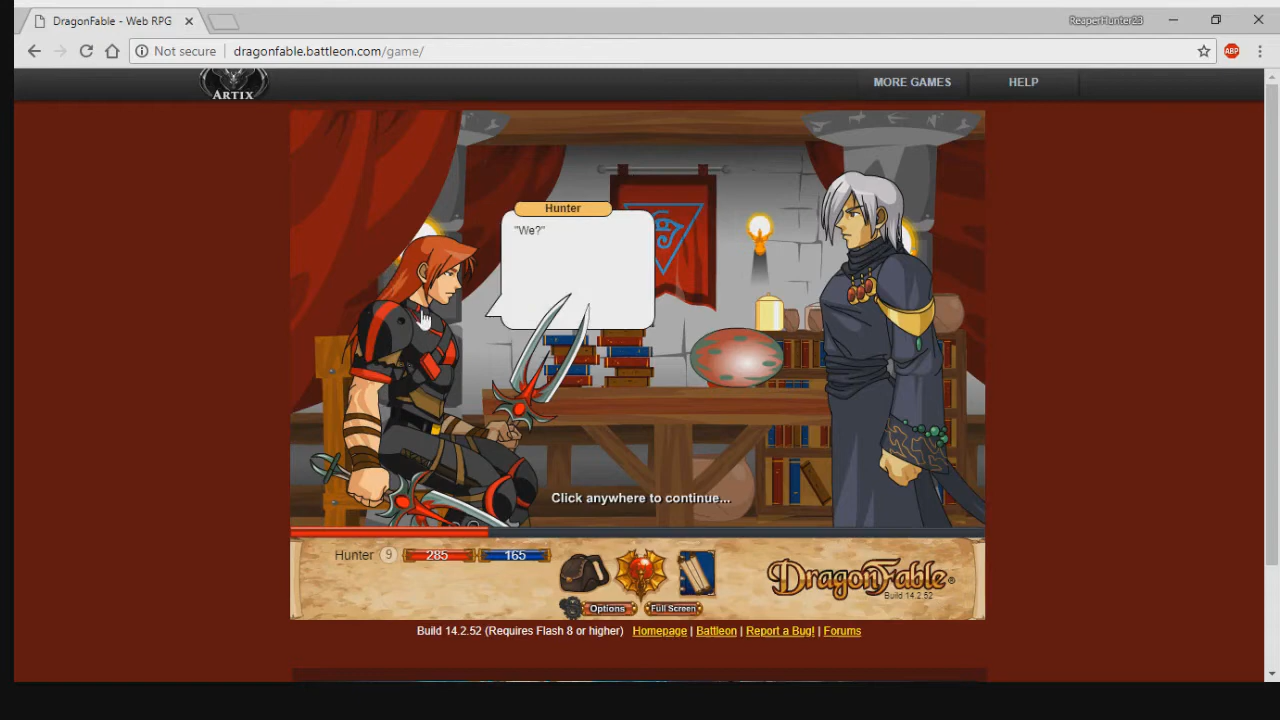 DragonFable - Web RPG
ReaperHunter23
Not secure
dragonfable.battleon.com/game/
ABP
ARTIX
MORE GAMES
HELP
Hunter
"We?"
Click anywhere to continue...
Hunter 9 285 165
DragonFable®
Build 14.2.52
Options
Full Screen
Build 14.2.52 (Requires Flash 8 or higher) Homepage | Battleon | Report a Bug! | Forums